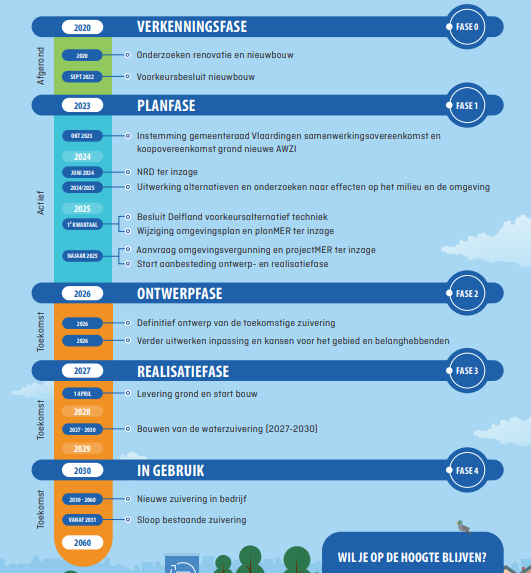 2020 VERKENNINGSFASE FASE 0
Afgerond
2020 Onderzoeken renovatie en nieuwbouw
SEPT 2022 Voorkeursbesluit nieuwbouw
2023 PLANFASE FASE 1
Actief
OKT 2023 Instemming gemeenteraad Vlaardingen samenwerkingsovereenkomst en
koopovereenkomst grond nieuwe AWZI
2024
JUNI 2024 NRD ter inzage
2024/2025 Uitwerking alternatieven en onderzoeken naar effecten op het milieu en de omgeving
2025
1E KWARTAAL Besluit Delfland voorkeursalternatief techniek
Wijziging omgevingsplan en planMER ter inzage
NAJAAR 2025 Aanvraag omgevingsvergunning en projectMER ter inzage
Start aanbesteding ontwerp- en realisatiefase
2026 ONTWERPFASE FASE 2
Toekomst
2026 Definitief ontwerp van de toekomstige zuivering
2026 Verder uitwerken inpassing en kansen voor het gebied en belanghebbenden
2027 REALISATIEFASE FASE 3
Toekomst
1 APRIL Levering grond en start bouw
2028
2027 - 2030 Bouwen van de waterzuivering (2027-2030)
2029
2030 IN GEBRUIK FASE 4
Toekomst
2030 - 2060 Nieuwe zuivering in bedrijf
VANAF 2031 Sloop bestaande zuivering
2060
WIL JE OP DE HOOGTE BLIJVEN?